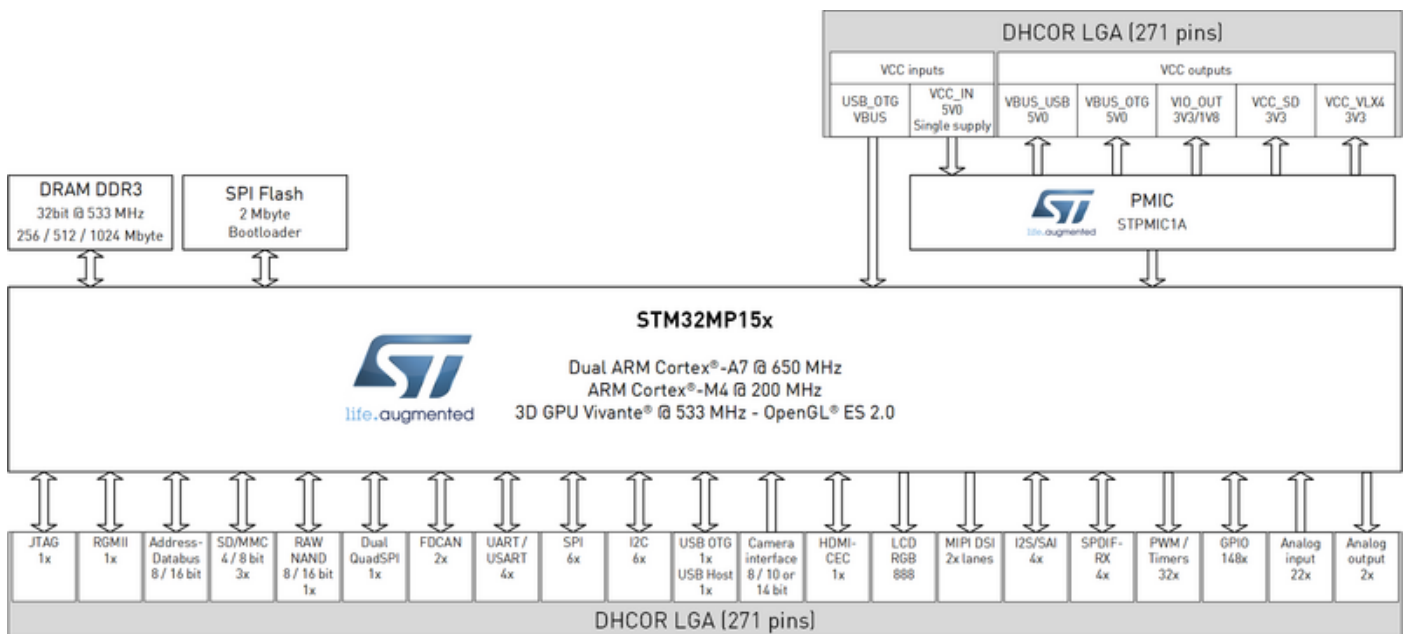 DHCOR LGA (271 pins)
VCC inputs
VCC outputs
USB_OTG
VBUS
VCC_IN
5V0
Single supply
VBUS_USB
5V0
VBUS_OTG
5V0
VIO_OUT
3V3/1V8
VCC_SD
3V3
VCC_VLX4
3V3
DRAM DDR3
32bit @ 533 MHz
256 / 512 / 1024 Mbyte
SPI Flash
2 Mbyte
Bootloader
ST
life.augmented
PMIC
STPMIC1A
STM32MP15x
ST
life.augmented
Dual ARM Cortex®-A7 @ 650 MHz
ARM Cortex®-M4 @ 200 MHz
3D GPU Vivante® @ 533 MHz - OpenGL® ES 2.0
JTAG
1x
RGMII
1x
Address-
Databus
8 / 16 bit
SD/MMC
4 / 8 bit
3x
RAW
NAND
8 / 16 bit
1x
Dual
QuadSPI
1x
FDCAN
2x
UART /
USART
4x
SPI
6x
I2C
6x
USB OTG
1x
USB Host
1x
Camera
interface
8 / 10 or
14 bit
HDMI-
CEC
1x
LCD
RGB
888
MIPI DSI
2x lanes
I2S/SAI
4x
SPDIF-
RX
4x
PWM /
Timers
32x
GPIO
148x
Analog
input
22x
Analog
output
2x
DHCOR LGA (271 pins)